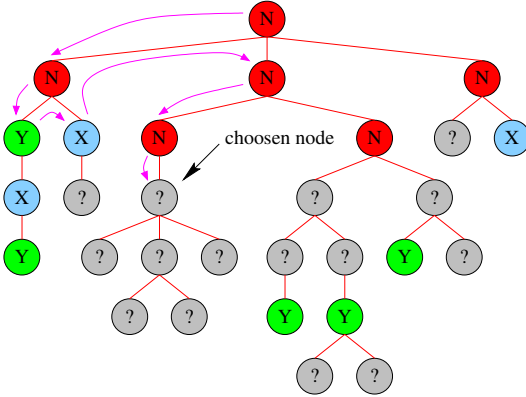 N
N N N
Y X N choosen node N ? X
X ? ? ? ?
Y ? ? ? ? ? Y ?
? ? Y Y
? ?